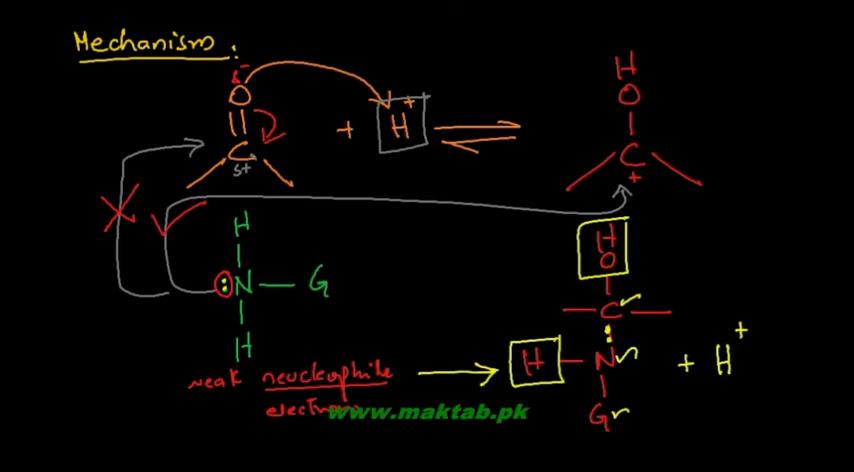 Mechanism :
δ-
O
C
δ+
+ H+
H
O
C
+
H
:N — G
H
H
O
C
H — N + H+
G
weak neucleophile
www.maktab.pk